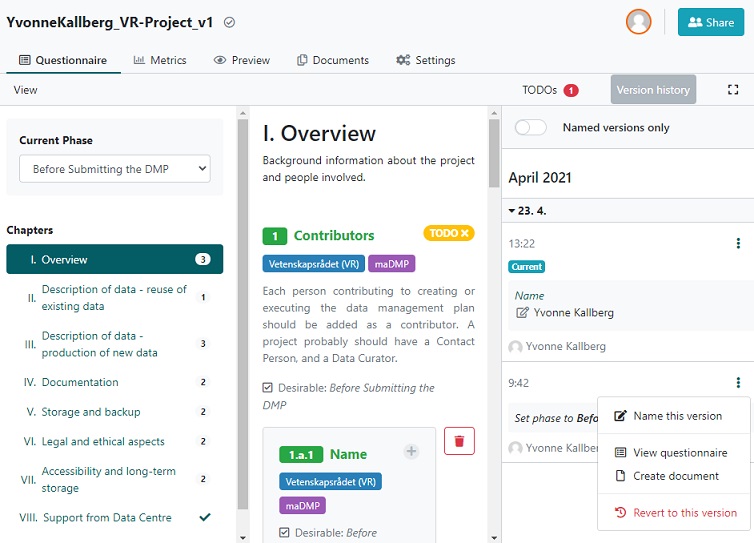 YvonneKallberg_VR-Project_v1
Share
Questionnaire
Metrics
Preview
Documents
Settings
View
TODOs 1
Version history
Current Phase
Before Submitting the DMP
Chapters
I. Overview 3
II. Description of data - reuse of
existing data 1
III. Description of data -
production of new data 3
IV. Documentation 2
V. Storage and backup 2
VI. Legal and ethical aspects 2
VII. Accessibility and long-term
storage 2
VIII. Support from Data Centre
I. Overview
Background information about the project
and people involved.
1 Contributors
TODO ×
Vetenskapsrådet (VR) maDMP
Each person contributing to creating or
executing the data management plan
should be added as a contributor. A
project probably should have a Contact
Person, and a Data Curator.
Desirable: Before Submitting the
DMP
1.a.1 Name
Vetenskapsrådet (VR)
maDMP
Desirable: Before
Named versions only
April 2021
23. 4.
13:22
Current
Name
Yvonne Kallberg
Yvonne Kallberg
9:42
Set phase to Befo
Yvonne Kallber
Name this version
View questionnaire
Create document
Revert to this version